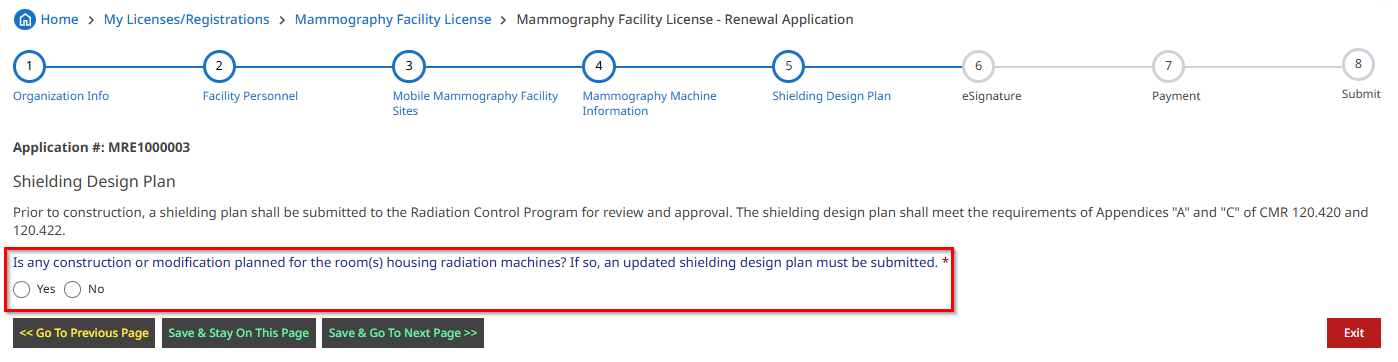 Home > My Licenses/Registrations > Mammography Facility License > Mammography Facility License - Renewal Application
1 2 3 4 5 6 7 8
Organization Info Facility Personnel Mobile Mammography Facility Sites Mammography Machine Information Shielding Design Plan eSignature Payment Submit
Application #: MRE1000003
Shielding Design Plan
Prior to construction, a shielding plan shall be submitted to the Radiation Control Program for review and approval. The shielding design plan shall meet the requirements of Appendices "A" and "C" of CMR 120.420 and
120.422.
Is any construction or modification planned for the room(s) housing radiation machines? If so, an updated shielding design plan must be submitted. *
Yes No
<< Go To Previous Page Save & Stay On This Page Save & Go To Next Page >> Exit